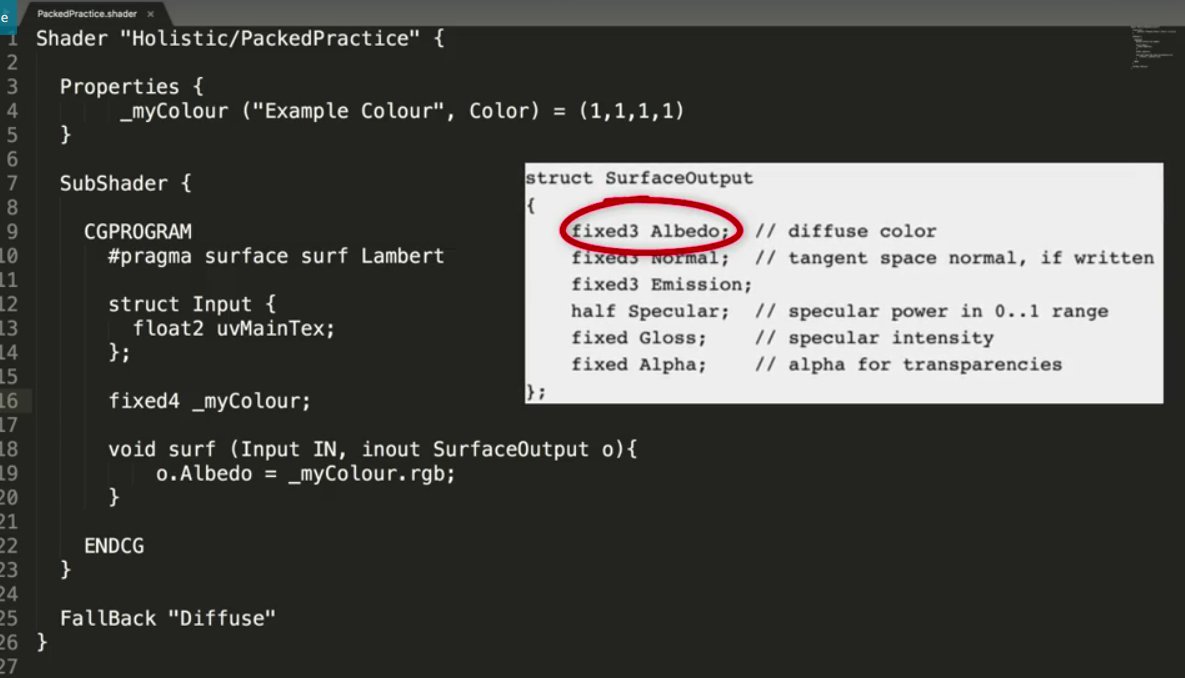 e
PackedPractice.shader ×
1 Shader "Holistic/PackedPractice" {
2
3 Properties {
4 _myColour ("Example Colour", Color) = (1,1,1,1)
5 }
6
7 SubShader {
8
9 CGPROGRAM
10 #pragma surface surf Lambert
11
12 struct Input {
13 float2 uvMainTex;
14 };
15
16 fixed4 _myColour;
17
18 void surf (Input IN, inout SurfaceOutput o){
19 o.Albedo = _myColour.rgb;
20 }
21
22 ENDCG
23 }
24
25 FallBack "Diffuse"
26 }
27
struct SurfaceOutput
{
fixed3 Albedo; // diffuse color
fixed3 Normal; // tangent space normal, if written
fixed3 Emission;
half Specular; // specular power in 0..1 range
fixed Gloss; // specular intensity
fixed Alpha; // alpha for transparencies
};